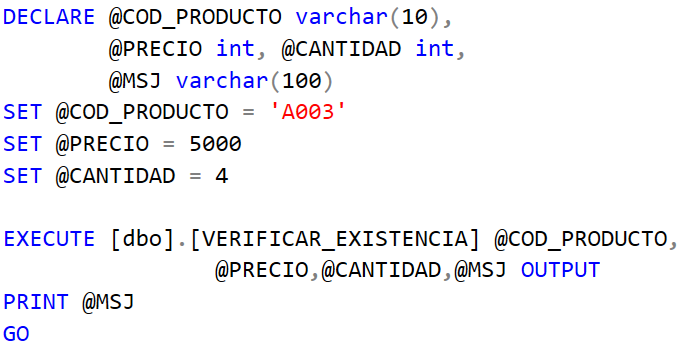 DECLARE @COD_PRODUCTO varchar(10),
@PRECIO int, @CANTIDAD int,
@MSJ varchar(100)
SET @COD_PRODUCTO = 'A003'
SET @PRECIO = 5000
SET @CANTIDAD = 4
EXECUTE [dbo].[VERIFICAR_EXISTENCIA] @COD_PRODUCTO,
@PRECIO,@CANTIDAD,@MSJ OUTPUT
PRINT @MSJ
GO